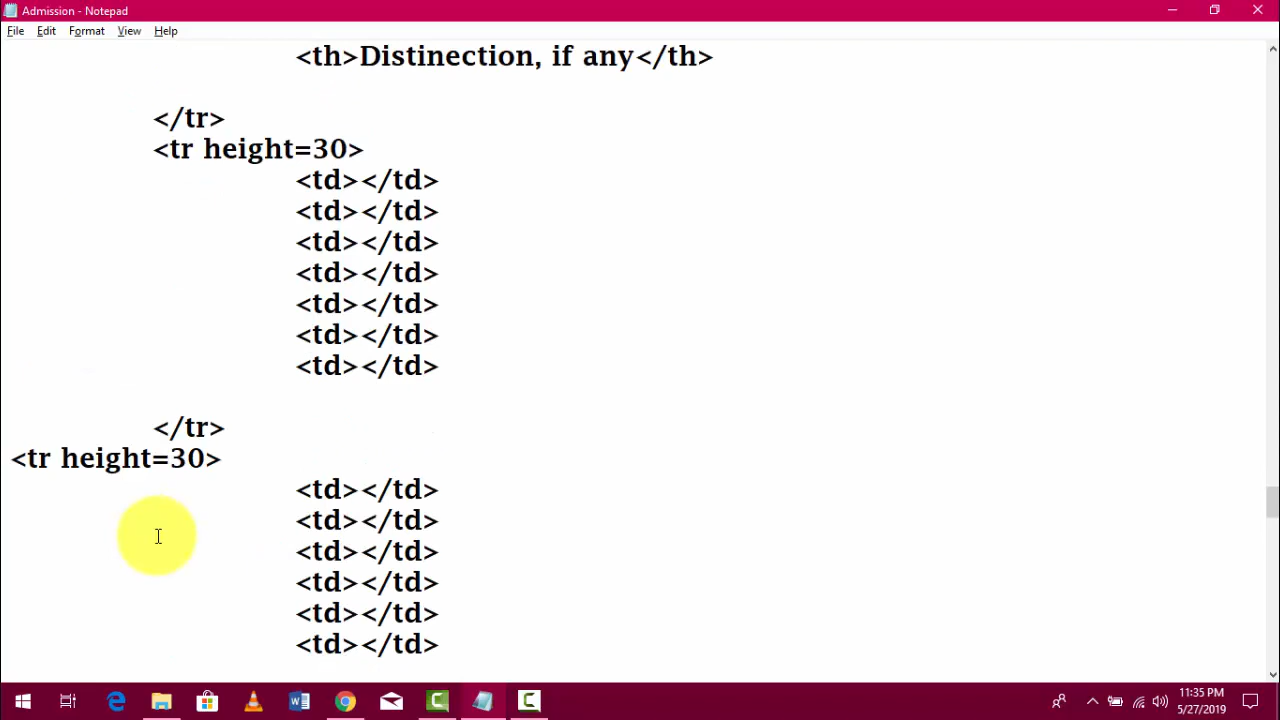 Admission - Notepad
File Edit Format View Help
<th>Distinection, if any</th>
</tr>
<tr height=30>
<td></td>
<td></td>
<td></td>
<td></td>
<td></td>
<td></td>
<td></td>
</tr>
<tr height=30>
<td></td>
<td></td>
<td></td>
<td></td>
<td></td>
<td></td>
11:35 PM
5/27/2019